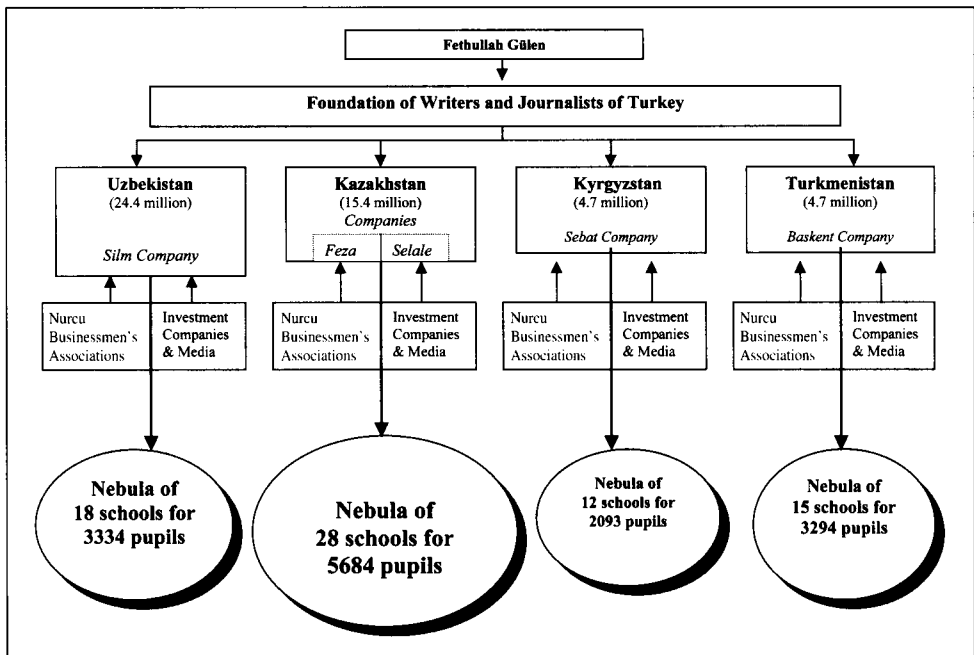 Fethullah Gülen
Foundation of Writers and Journalists of Turkey
Uzbekistan
(24.4 million)
Silm Company
Kazakhstan
(15.4 million)
Companies
Feza Selale
Kyrgyzstan
(4.7 million)
Sebat Company
Turkmenistan
(4.7 million)
Baskent Company
Nurcu
Businessmen's
Associations
Investment
Companies
& Media
Nurcu
Businessmen's
Associations
Investment
Companies
& Media
Nurcu
Businessmen's
Associations
Investment
Companies
& Media
Nurcu
Businessmen's
Associations
Investment
Companies
& Media
Nebula of
18 schools for
3334 pupils
Nebula of
28 schools for
5684 pupils
Nebula of
12 schools for
2093 pupils
Nebula of
15 schools for
3294 pupils